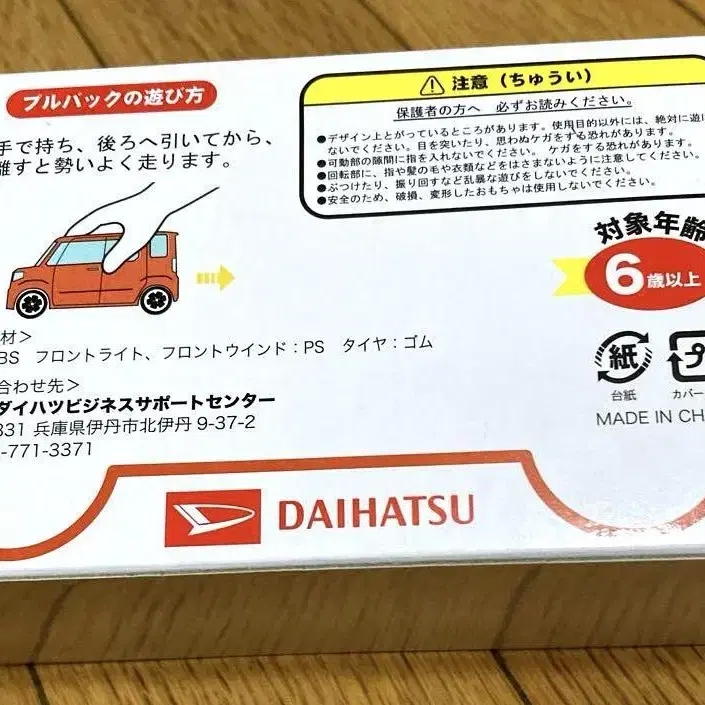 プルバックの遊び方
手で持ち、後ろへ引いてから、
離すと勢いよく走ります。
注意（ちゅうい）
保護者の方へ　必ずお読みください。
●デザイン上とがっているところがあります。使用目的以外には、絶対に遊ば
ないでください。目を突いたり、思わぬケガをする恐れがあります。
●可動部の隙間に指を入れないでください。ケガをする恐れがあります。
●回転部に、指や髪の毛や衣類などをはさまないように注意してください。
●ぶつけたり、振り回すなど乱暴な遊びをしないでください。
●安全のため、破損、変形したおもちゃは使用しないでください。
対象年齢
6歳以上
材＞
BS　フロントライト、フロントウインド：PS　タイヤ：ゴム
合わせ先＞
ダイハツビジネスサポートセンター
831 兵庫県伊丹市北伊丹 9-37-2
-771-3371
紙
台紙
プ
カバー
MADE IN CH
DAIHATSU